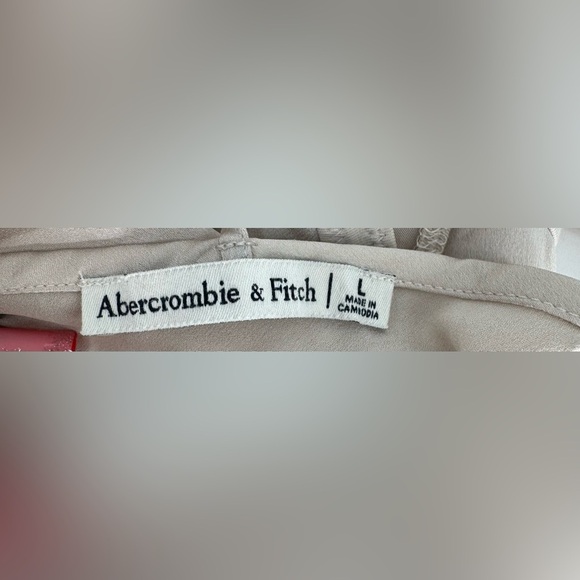 Abercrombie & Fitch | L
MADE IN
CAMBODIA